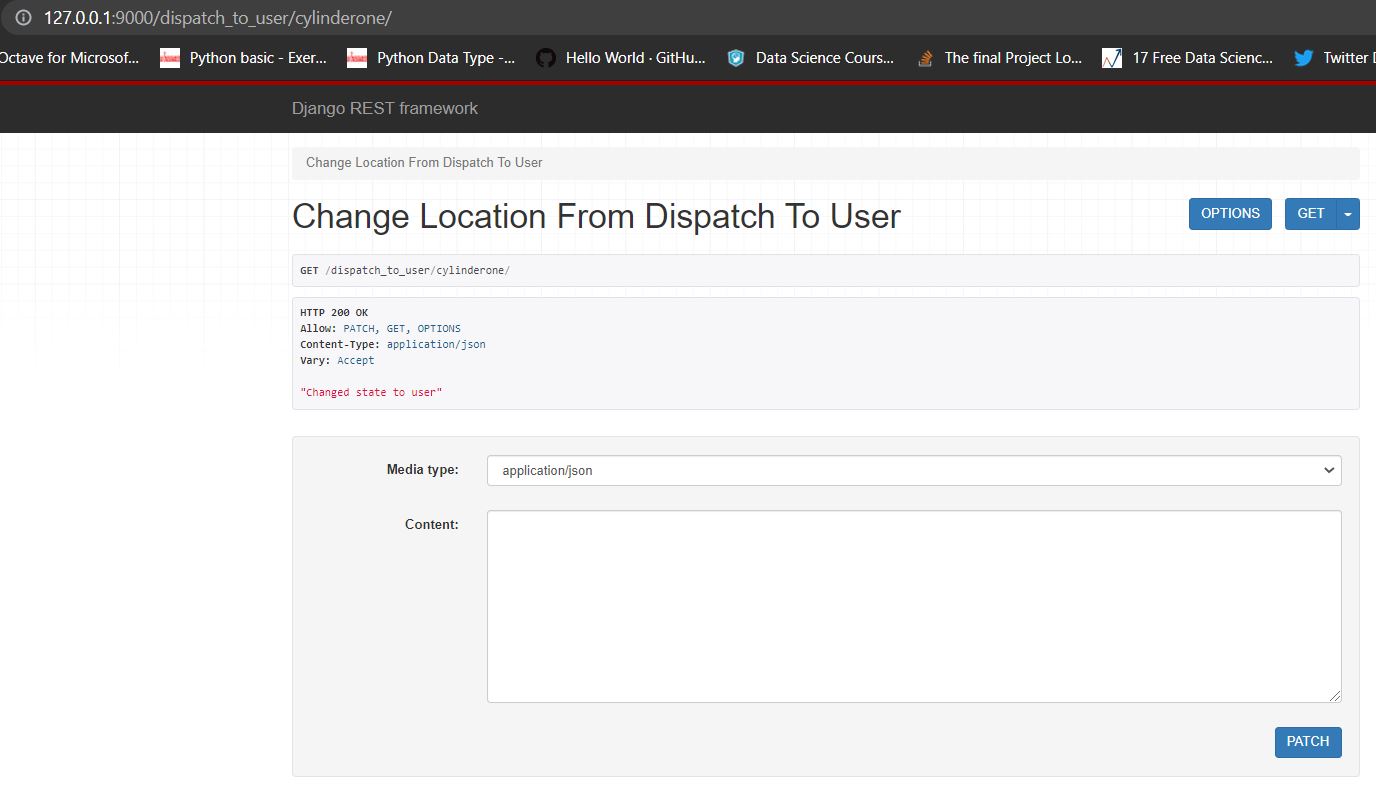 127.0.0.1:9000/dispatch_to_user/cylinderone/
Octave for Microsof... Python basic - Exer... Python Data Type -... Hello World · GitHu... Data Science Cours... The final Project Lo... 17 Free Data Scienc... Twitter
Django REST framework
Change Location From Dispatch To User
Change Location From Dispatch To User OPTIONS GET
GET /dispatch_to_user/cylinderone/
HTTP 200 OK
Allow: PATCH, GET, OPTIONS
Content-Type: application/json
Vary: Accept
"Changed state to user"
Media type: application/json
Content:
PATCH